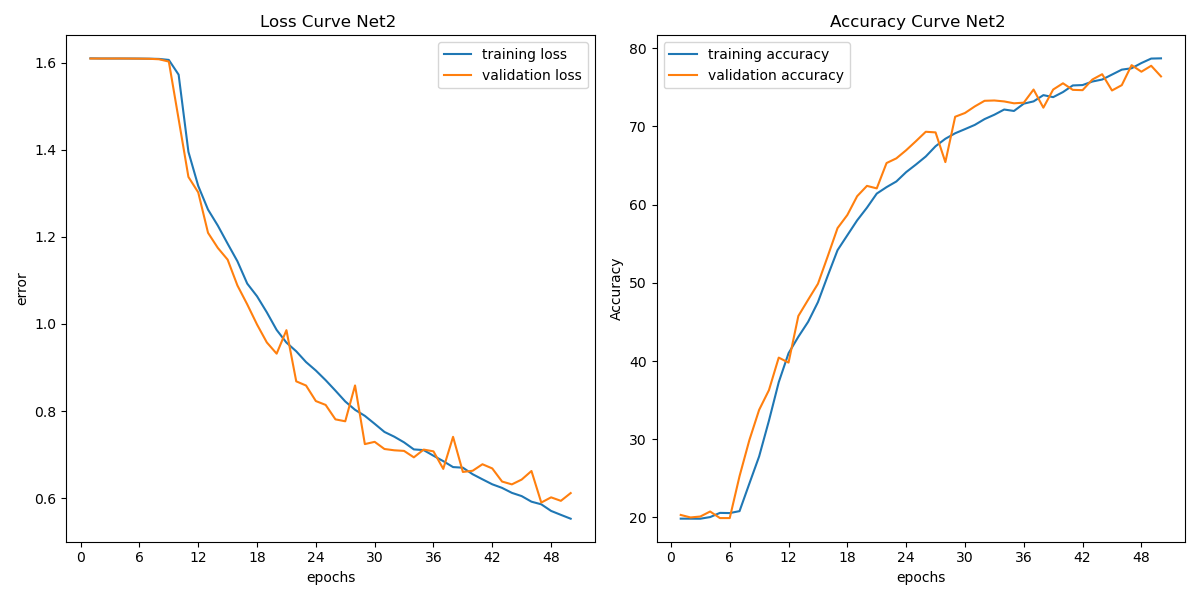 Loss Curve Net2
training loss
validation loss
error
1.6
1.4
1.2
1.0
0.8
0.6
0 6 12 18 24 30 36 42 48
epochs
Accuracy Curve Net2
training accuracy
validation accuracy
Accuracy
80
70
60
50
40
30
20
0 6 12 18 24 30 36 42 48
epochs